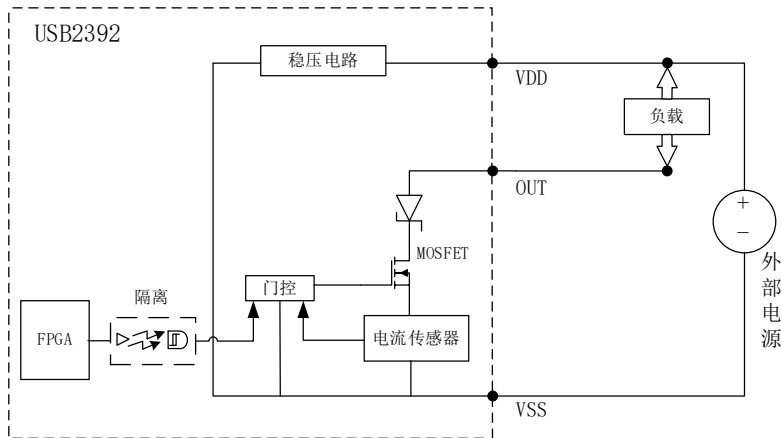 USB2392
稳压电路
VDD
负载
OUT
+
−
MOSFET
外部电源
门控
隔离
FPGA
电流传感器
VSS